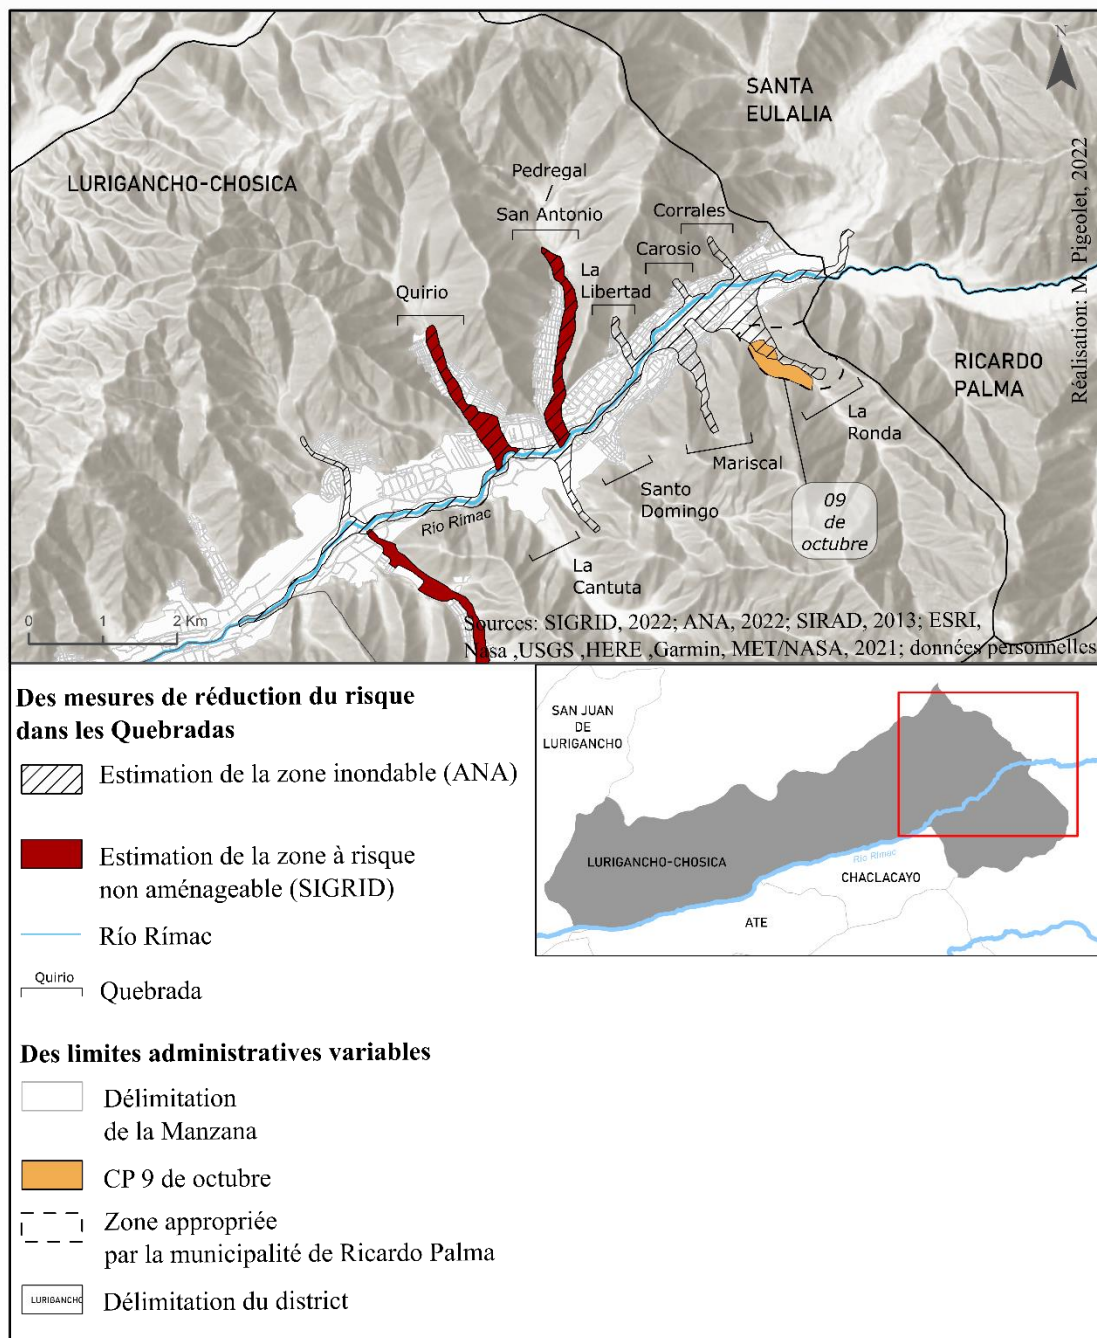 N
SANTA
EULALIA
LURIGANCHO-CHOSICA
Pedregal
/
San Antonio
Corrales
Carosio
La
Libertad
Quirio
RICARDO
PALMA
Réalisation: M. Pigeolet, 2022
La
Ronda
Mariscal
Santo
Domingo
09
de
octubre
Río Rímac
La
Cantuta
0 1 2 Km
Sources: SIGRID, 2022; ANA, 2022; SIRAD, 2013; ESRI,
Nasa ,USGS ,HERE ,Garmin, MET/NASA, 2021; données personnelles
Des mesures de réduction du risque
dans les Quebradas
Estimation de la zone inondable (ANA)
Estimation de la zone à risque
non aménageable (SIGRID)
Río Rímac
Quirio
Quebrada
Des limites administratives variables
Délimitation
de la Manzana
CP 9 de octubre
Zone appropriée
par la municipalité de Ricardo Palma
LURIGANCHO
Délimitation du district
SAN JUAN
DE
LURIGANCHO
LURIGANCHO-CHOSICA
Río Rímac
CHACLACAYO
ATE